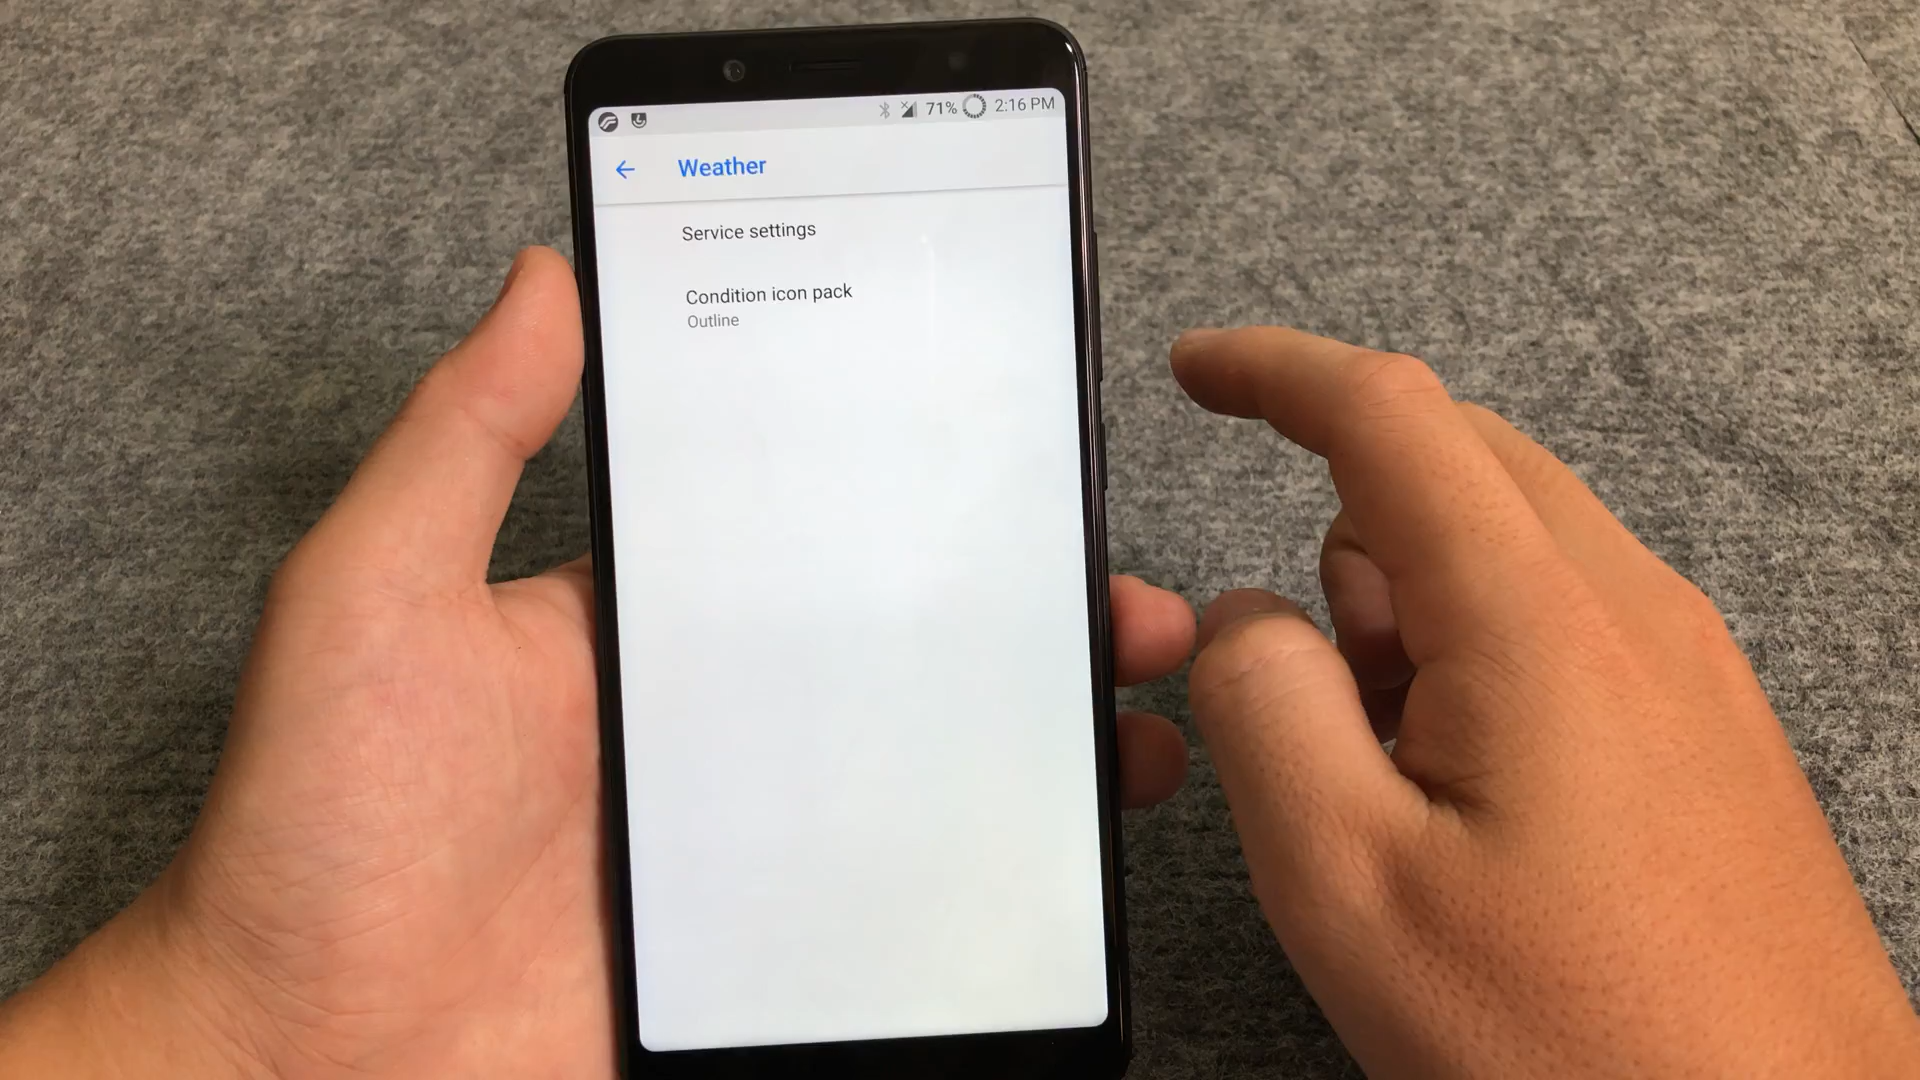 71% 2:16 PM
Weather
Service settings
Condition icon pack
Outline